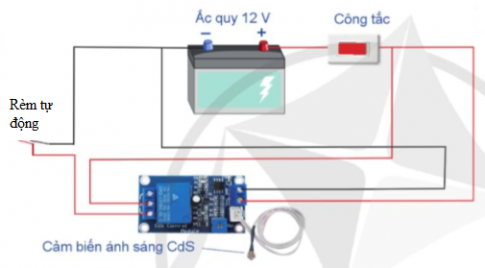 Ắc quy 12 V
Công tắc
− +
Rèm tự
động
Cảm biến ánh sáng CdS